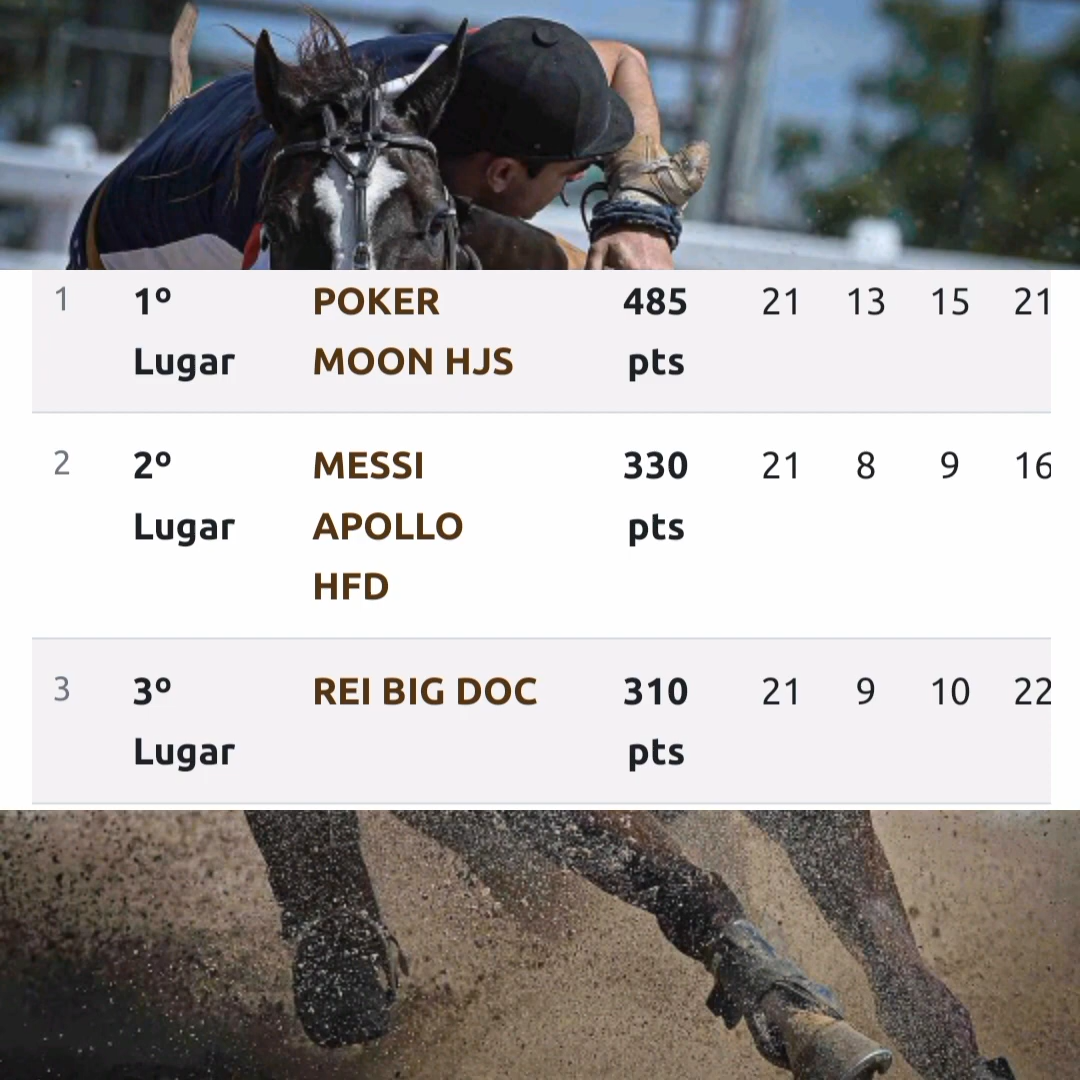 1 1º POKER 485 21 13 15 21
Lugar MOON HJS pts
2 2º MESSI 330 21 8 9 16
Lugar APOLLO pts
HFD
3 3º REI BIG DOC 310 21 9 10 22
Lugar pts